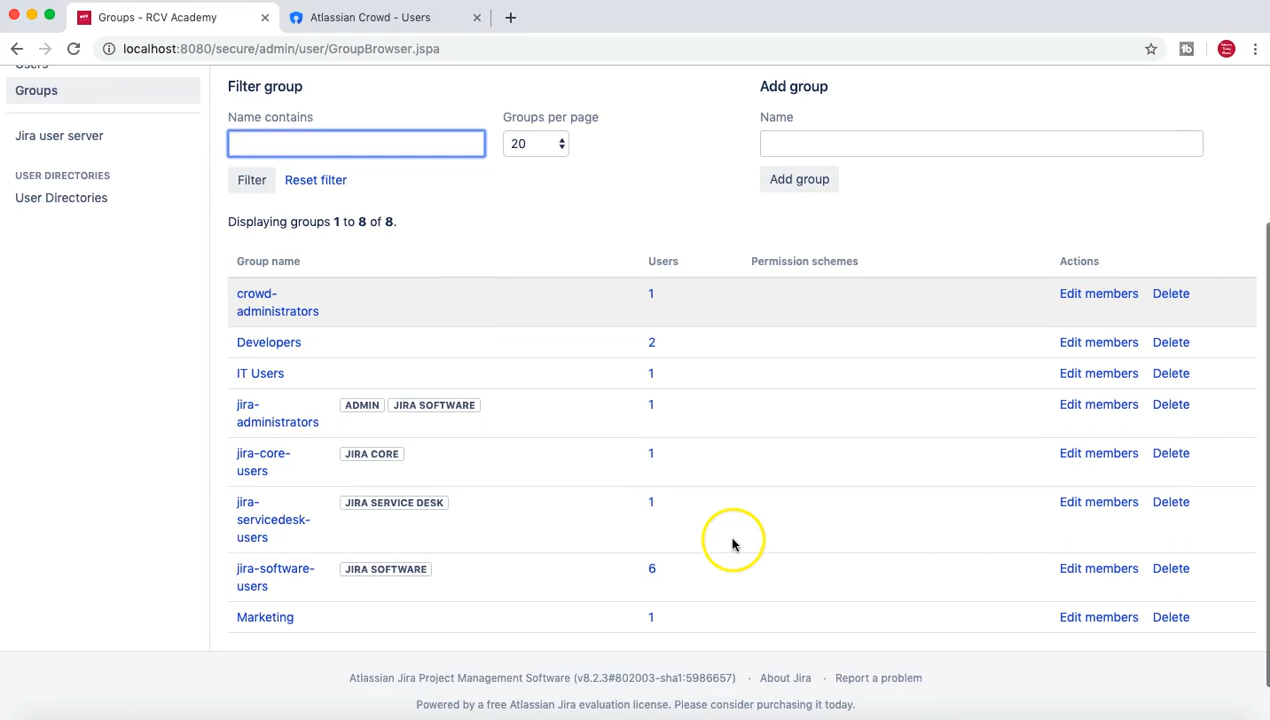 Groups - RCV Academy
Atlassian Crowd - Users
localhost:8080/secure/admin/user/GroupBrowser.jspa
Users
Groups
Jira user server
USER DIRECTORIES
User Directories
Filter group
Name contains
Groups per page
20
Filter Reset filter
Add group
Name
Add group
Displaying groups 1 to 8 of 8.
Group name Users Permission schemes Actions
crowd-
administrators 1 Edit members Delete
Developers 2 Edit members Delete
IT Users 1 Edit members Delete
jira-
administrators ADMIN JIRA SOFTWARE 1 Edit members Delete
jira-core-
users JIRA CORE 1 Edit members Delete
jira-
servicedesk-
users JIRA SERVICE DESK 1 Edit members Delete
jira-software-
users JIRA SOFTWARE 6 Edit members Delete
Marketing 1 Edit members Delete
Atlassian Jira Project Management Software (v8.2.3#802003-sha1:5986657) · About Jira · Report a problem
Powered by a free Atlassian Jira evaluation license. Please consider purchasing it today.